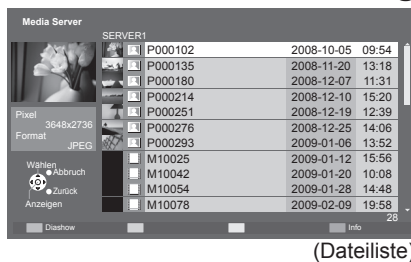 Media Server
SERVER1
P000102 2008-10-05 09:54
P000135 2008-11-20 13:18
P000180 2008-12-07 11:31
P000214 2008-12-10 15:20
P000251 2008-12-19 12:39
P000276 2008-12-25 14:06
P000293 2009-01-06 13:52
M10025 2009-01-12 15:56
M10042 2009-01-20 10:08
M10054 2009-01-28 14:48
M10078 2009-02-09 19:58
28
Pixel
3648x2736
Format
JPEG
Wählen
Abbruch
Zurück
Anzeigen
Diashow
Info
(Dateiliste)